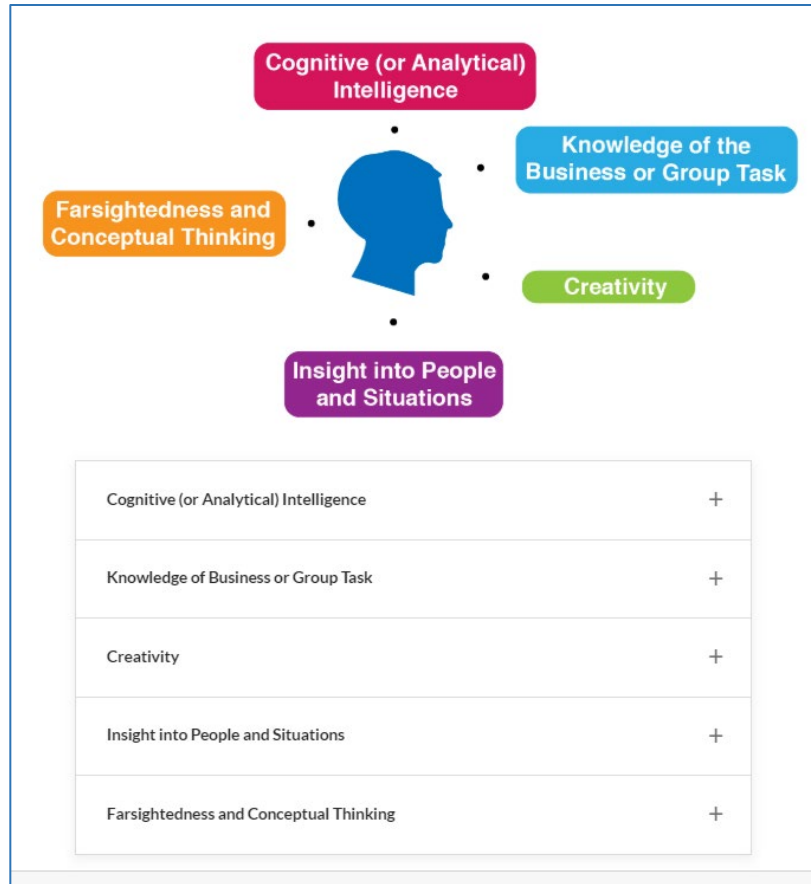 Cognitive (or Analytical)
Intelligence
Knowledge of the
Business or Group Task
Farsightedness and
Conceptual Thinking
Creativity
Insight into People
and Situations
Cognitive (or Analytical) Intelligence +
Knowledge of Business or Group Task +
Creativity +
Insight into People and Situations +
Farsightedness and Conceptual Thinking +